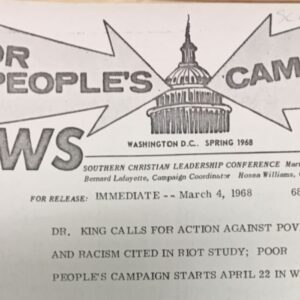 OR
PEOPLE'S CAM
WASHINGTON D.C., SPRING 1968
WS
SOUTHERN CHRISTIAN LEADERSHIP CONFERENCE
Bernard Lafayette, Campaign Coordinator Hosea Williams,
FOR RELEASE: IMMEDIATE -- March 4, 1968 68
DR. KING CALLS FOR ACTION AGAINST POV
AND RACISM CITED IN RIOT STUDY; POOR
PEOPLE'S CAMPAIGN STARTS APRIL 22 IN W